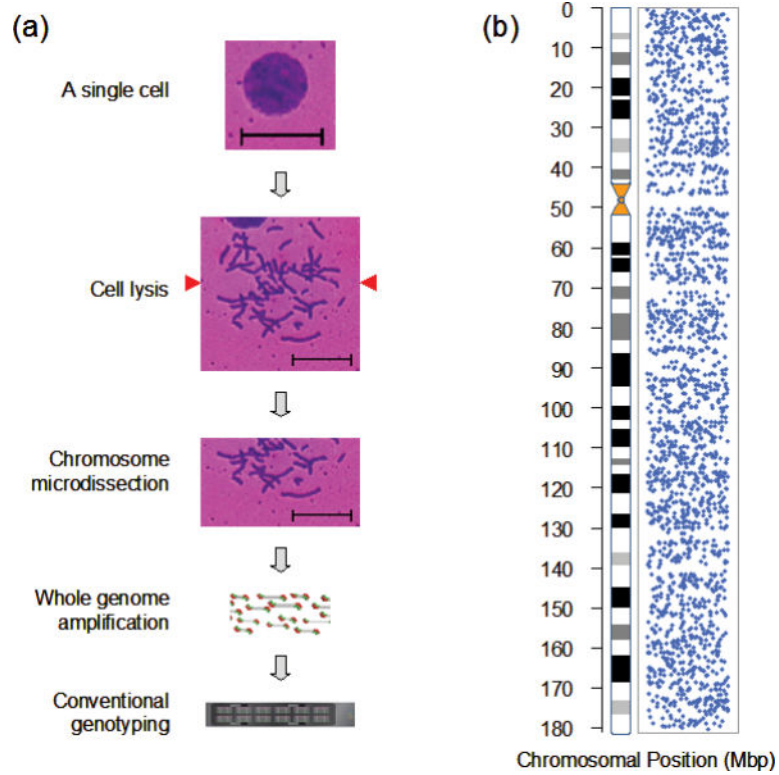 (a)
A single cell
Cell lysis
Chromosome
microdissection
Whole genome
amplification
Conventional
genotyping
(b)
0
10
20
30
40
50
60
70
80
90
100
110
120
130
140
150
160
170
180
Chromosomal Position (Mbp)